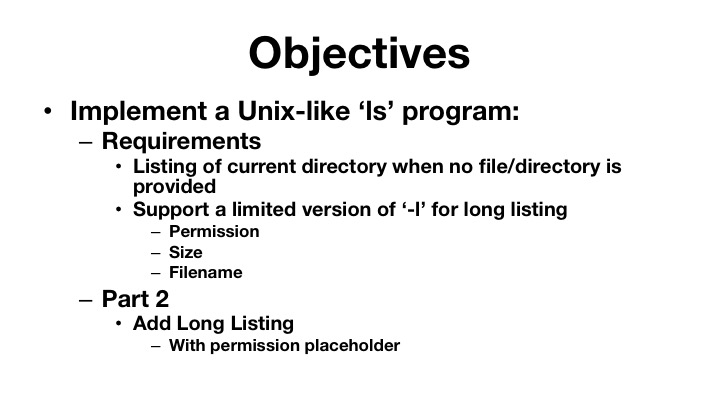 Objectives
• Implement a Unix-like ‘ls’ program:
– Requirements
• Listing of current directory when no file/directory is
provided
• Support a limited version of ‘-l’ for long listing
– Permission
– Size
– Filename
– Part 2
• Add Long Listing
– With permission placeholder